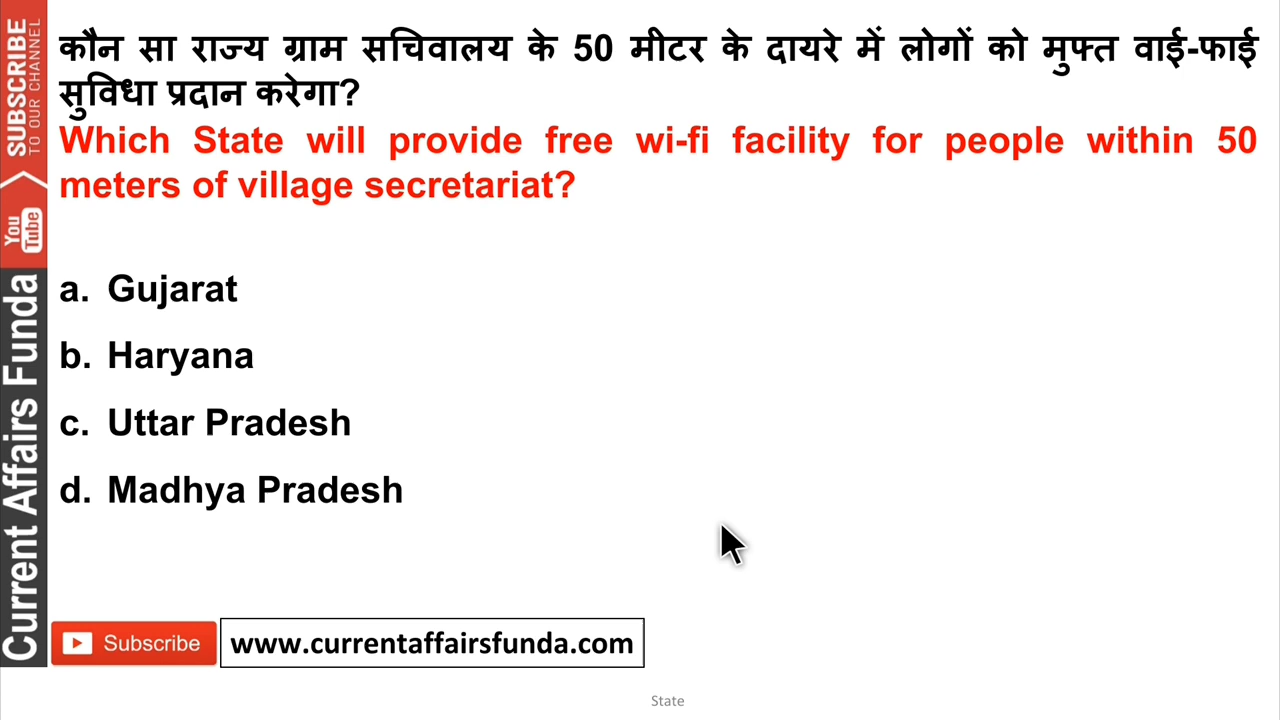 कौन सा राज्य ग्राम सचिवालय के 50 मीटर के दायरे में लोगों को मुफ्त वाई-फाई
सुविधा प्रदान करेगा?
Which State will provide free wi-fi facility for people within 50
meters of village secretariat?
a. Gujarat
b. Haryana
c. Uttar Pradesh
d. Madhya Pradesh
SUBSCRIBE
TO OUR CHANNEL
You
Tube
Current Affairs Funda
Subscribe
www.currentaffairsfunda.com
State